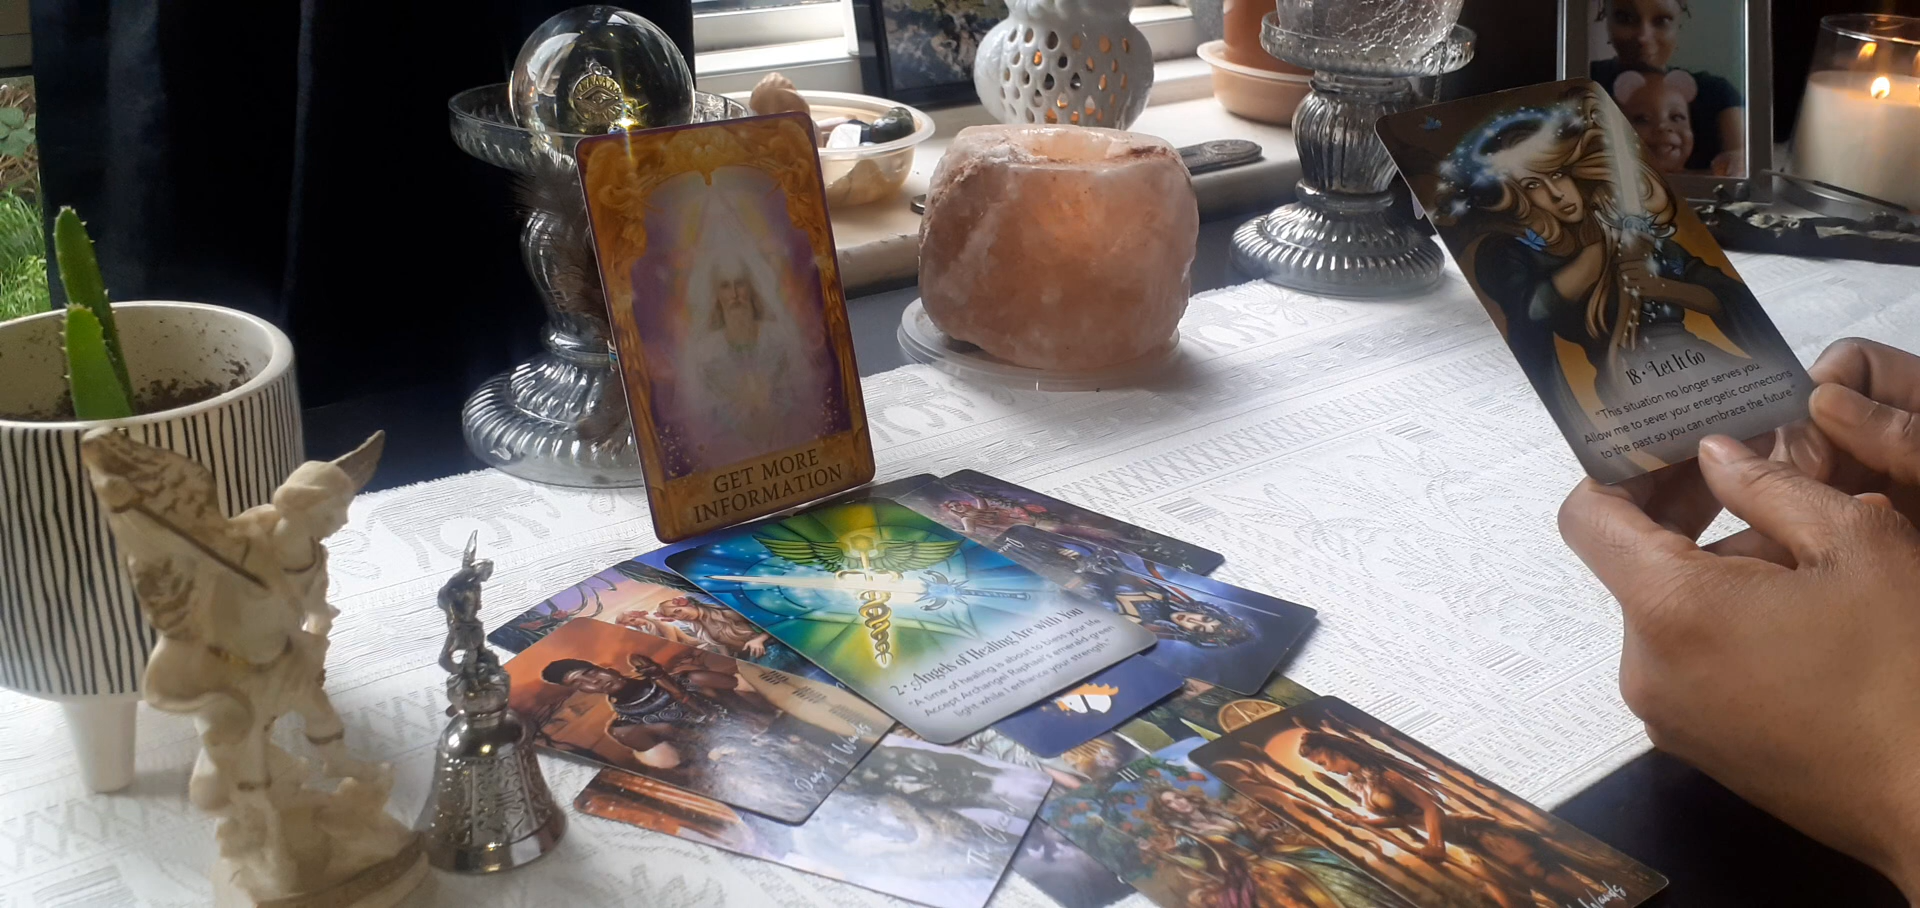 GET MORE
INFORMATION
18 • Let It Go
"This situation no longer serves you.
Allow me to sever your energetic connections
to the past so you can embrace the future."
2 • Angels of Healing Are with You
"A time of healing is about to bless your life.
Accept Archangel Raphael's emerald-green
light while I enhance your strength."
Page of Wands
III
Wands